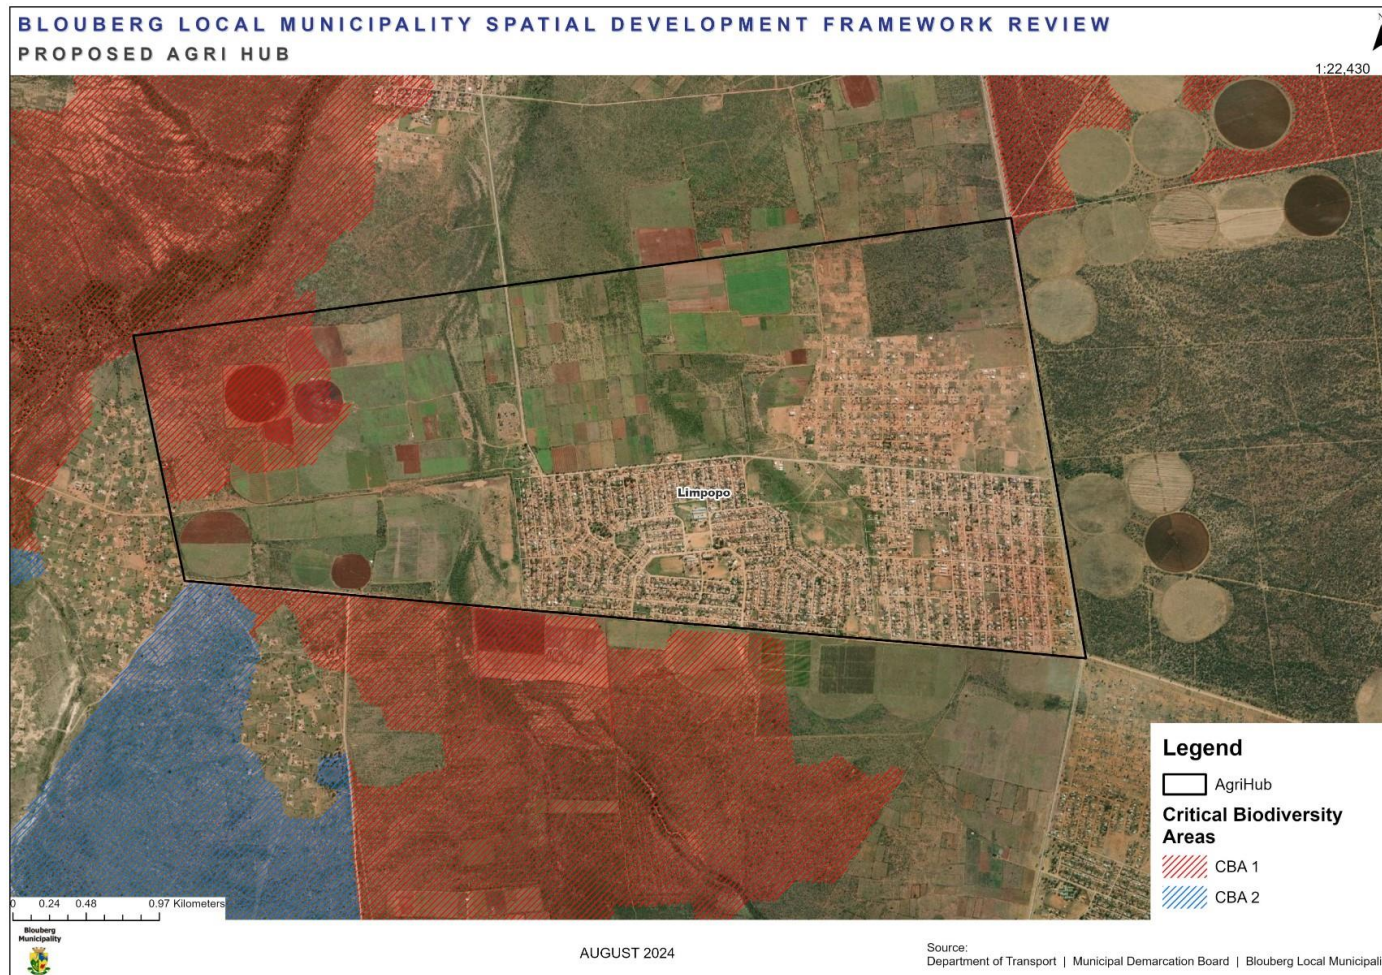 BLOUBERG LOCAL MUNICIPALITY SPATIAL DEVELOPMENT FRAMEWORK REVIEW
PROPOSED AGRI HUB
N
1:22,430
Limpopo
Legend
AgriHub
Critical Biodiversity
Areas
CBA 1
CBA 2
0 0.24 0.48 0.97 Kilometers
Blouberg
Municipality
AUGUST 2024
Source:
Department of Transport | Municipal Demarcation Board | Blouberg Local Municipali